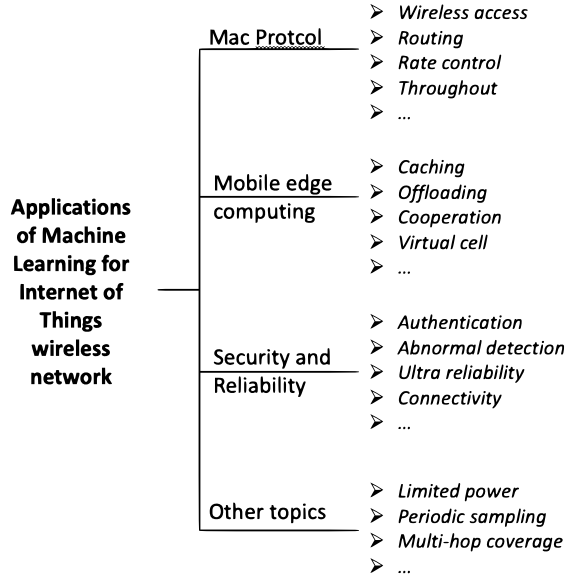 Applications
of Machine
Learning for
Internet of
Things
wireless
network
Mac Protcol
Wireless access
Routing
Rate control
Throughout
...
Mobile edge
computing
Caching
Offloading
Cooperation
Virtual cell
...
Security and
Reliability
Authentication
Abnormal detection
Ultra reliability
Connectivity
...
Other topics
Limited power
Periodic sampling
Multi-hop coverage
...